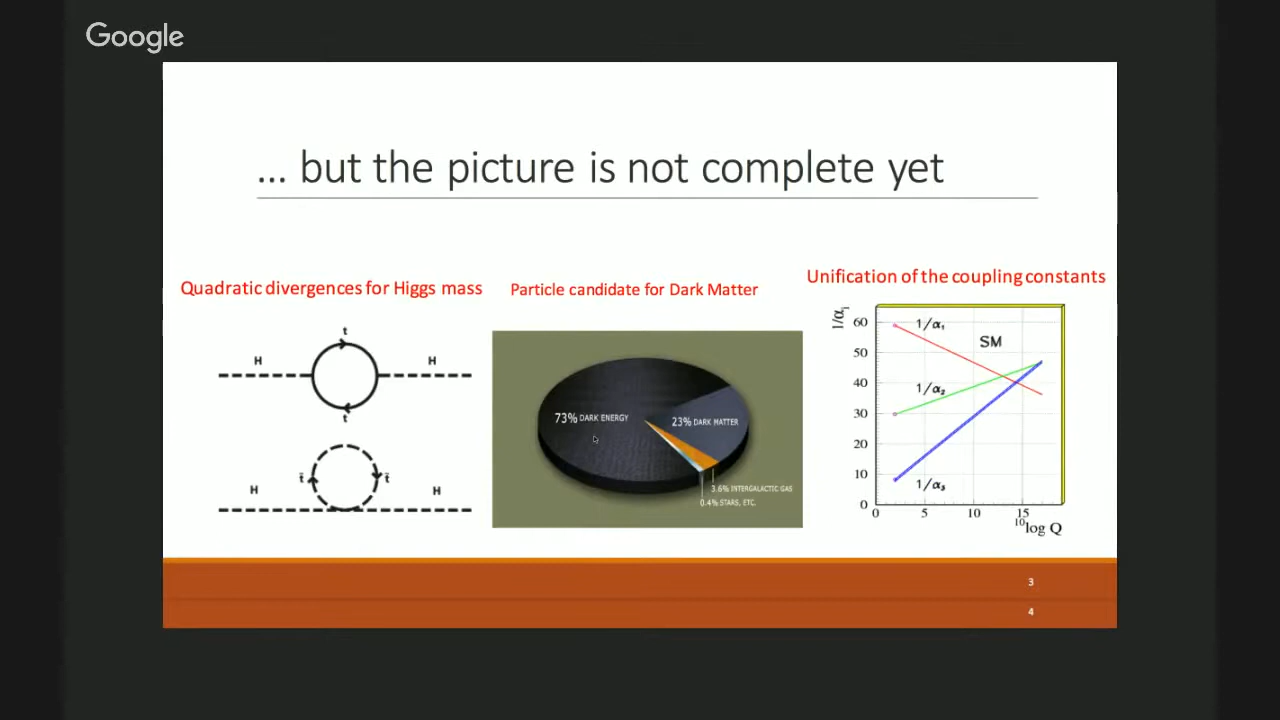 Google
... but the picture is not complete yet
Quadratic divergences for Higgs mass
t
H
H
t
t̃
t̃
H
H
Particle candidate for Dark Matter
73% DARK ENERGY
23% DARK MATTER
3.6% INTERGALACTIC GAS
0.4% STARS, ETC.
Unification of the coupling constants
1/αᵢ
60
50
40
30
20
10
0
1/α₁
SM
1/α₂
1/α₃
0
5
10
15
¹⁰log Q
3
4